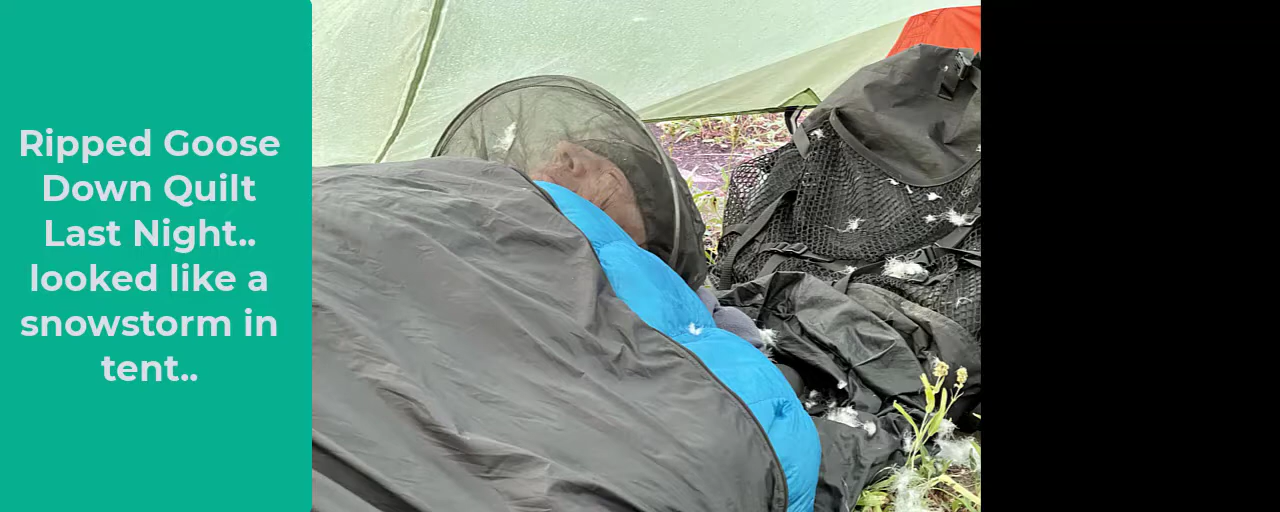 Ripped Goose
Down Quilt
Last Night..
looked like a
snowstorm in
tent..